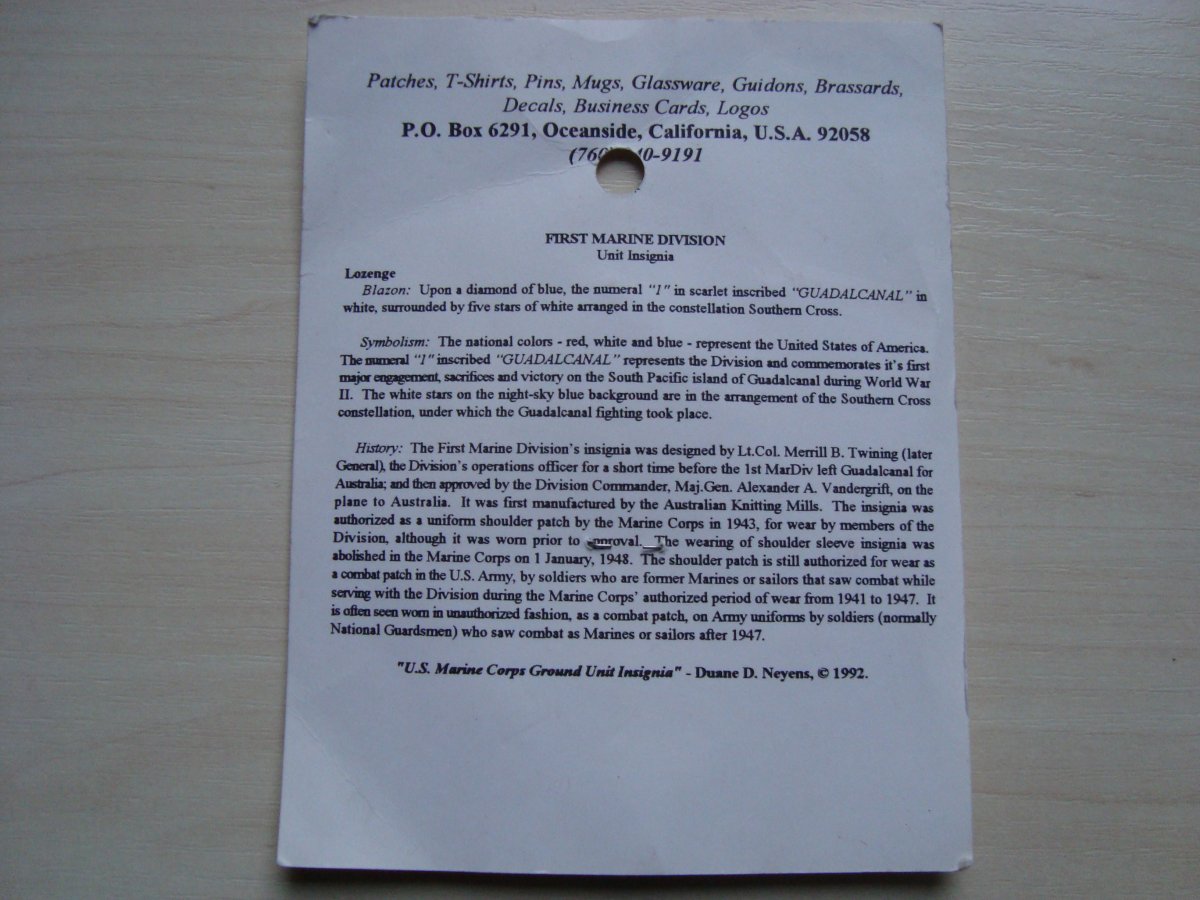 Patches, T-Shirts, Pins, Mugs, Glassware, Guidons, Brassards,
Decals, Business Cards, Logos
P.O. Box 6291, Oceanside, California, U.S.A. 92058
(760 40-9191
FIRST MARINE DIVISION
Unit Insignia
Lozenge
Blazon: Upon a diamond of blue, the numeral "1" in scarlet inscribed "GUADALCANAL" in
white, surrounded by five stars of white arranged in the constellation Southern Cross.
Symbolism: The national colors - red, white and blue - represent the United States of America.
The numeral "1" inscribed "GUADALCANAL" represents the Division and commemorates it's first
major engagement, sacrifices and victory on the South Pacific island of Guadalcanal during World War
II. The white stars on the night-sky blue background are in the arrangement of the Southern Cross
constellation, under which the Guadalcanal fighting took place.
History: The First Marine Division's insignia was designed by Lt.Col. Merrill B. Twining (later
General), the Division's operations officer for a short time before the 1st MarDiv left Guadalcanal for
Australia; and then approved by the Division Commander, Maj.Gen. Alexander A. Vandergrift, on the
plane to Australia. It was first manufactured by the Australian Knitting Mills. The insignia was
authorized as a uniform shoulder patch by the Marine Corps in 1943, for wear by members of the
Division, although it was worn prior to approval. The wearing of shoulder sleeve insignia was
abolished in the Marine Corps on 1 January, 1948. The shoulder patch is still authorized for wear as
a combat patch in the U.S. Army, by soldiers who are former Marines or sailors that saw combat while
serving with the Division during the Marine Corps' authorized period of wear from 1941 to 1947. It
is often seen worn in unauthorized fashion, as a combat patch, on Army uniforms by soldiers (normally
National Guardsmen) who saw combat as Marines or sailors after 1947.
"U.S. Marine Corps Ground Unit Insignia" - Duane D. Neyens, © 1992.